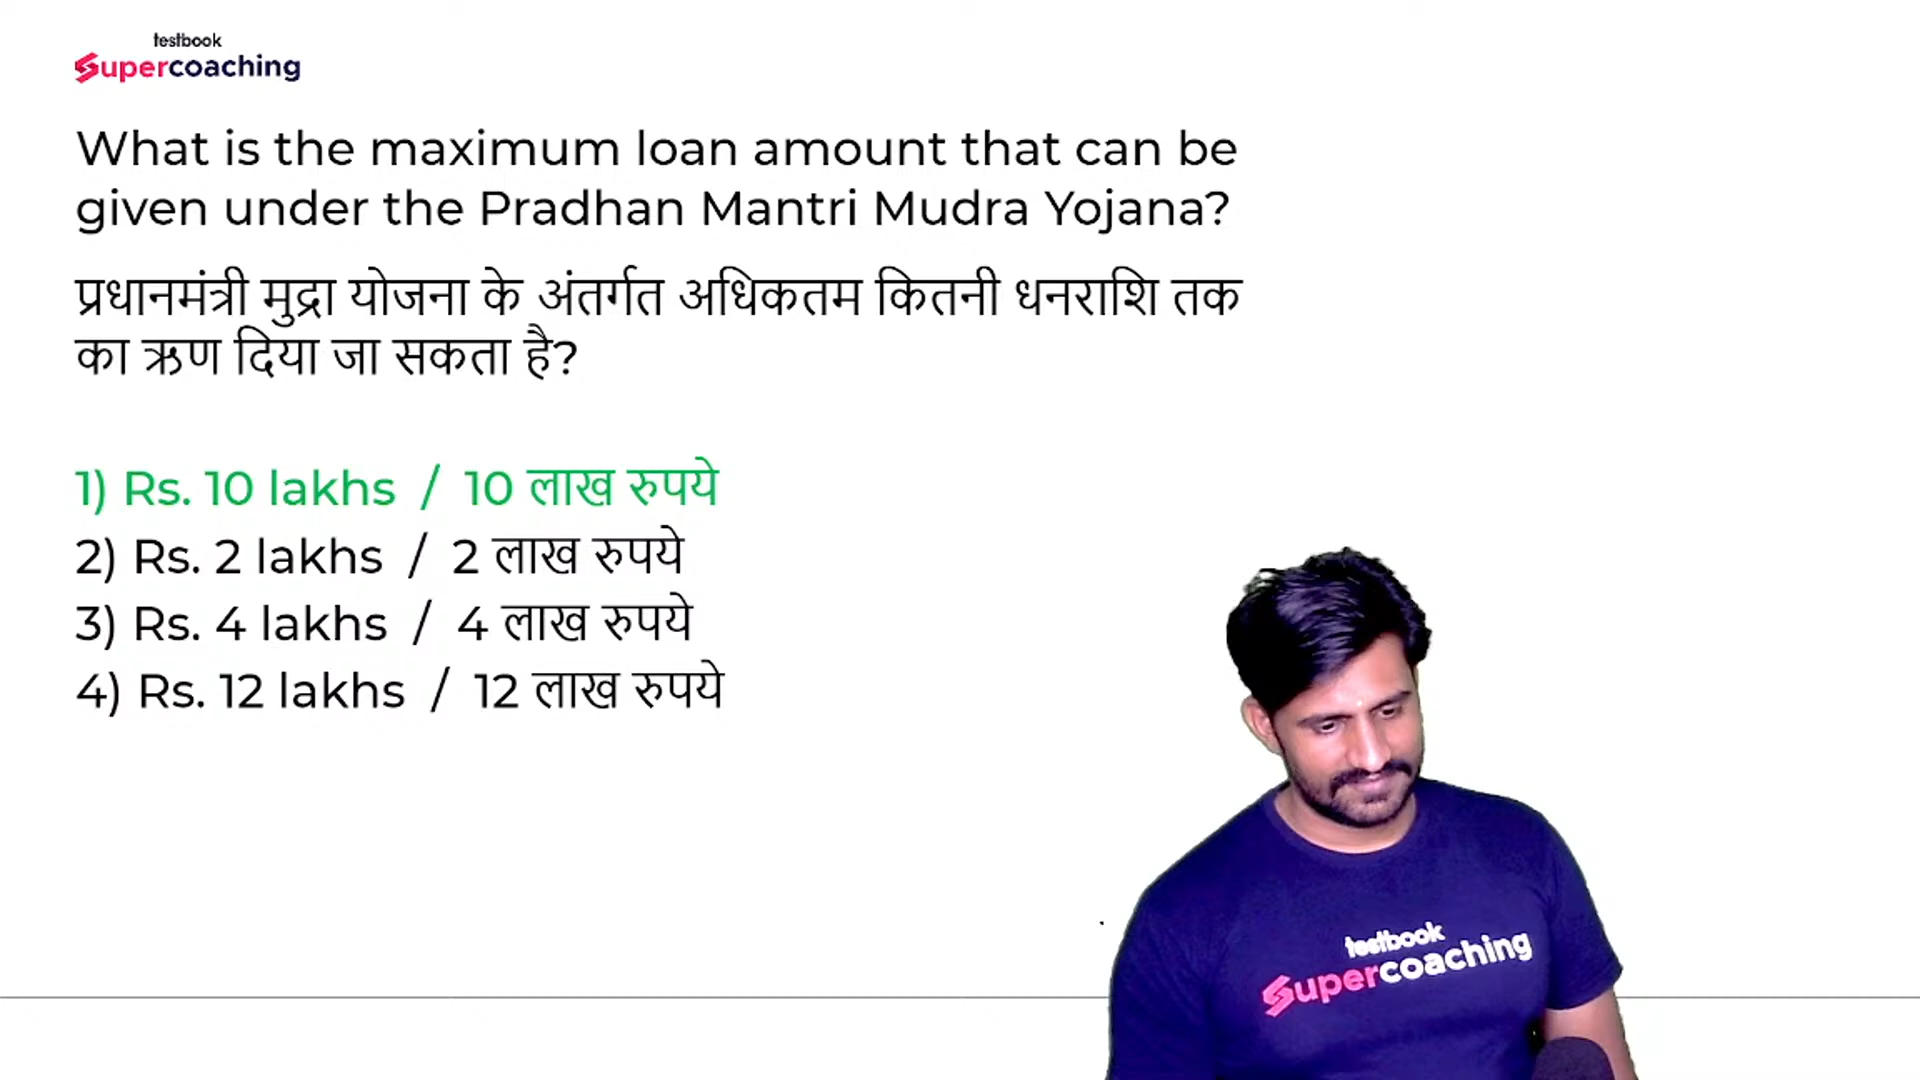 testbook
Supercoaching
What is the maximum loan amount that can be
given under the Pradhan Mantri Mudra Yojana?
प्रधानमंत्री मुद्रा योजना के अंतर्गत अधिकतम कितनी धनराशि तक
का ऋण दिया जा सकता है?
1) Rs. 10 lakhs / 10 लाख रुपये
2) Rs. 2 lakhs / 2 लाख रुपये
3) Rs. 4 lakhs / 4 लाख रुपये
4) Rs. 12 lakhs / 12 लाख रुपये
testbook
Supercoaching